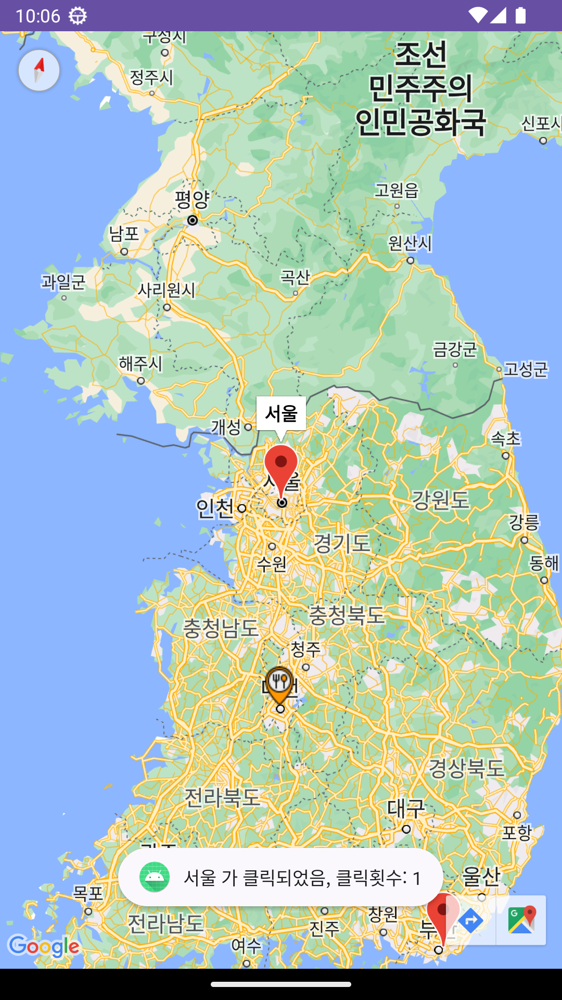 10:06
구성시
조선
민주주의
인민공화국
정주시
신포시
고원읍
평양
남포
원산시
과일군
곡산
사리원시
금강군
해주시
고성군
서울
개성
속초
서울
강원도
인천
강릉
경기도
동해
수원
충청북도
충청남도
청주
경상북도
전라북도
대구
포항
서울 가 클릭되었음, 클릭횟수: 1
울산
목포
창원
전라남도
진주
여수
Google